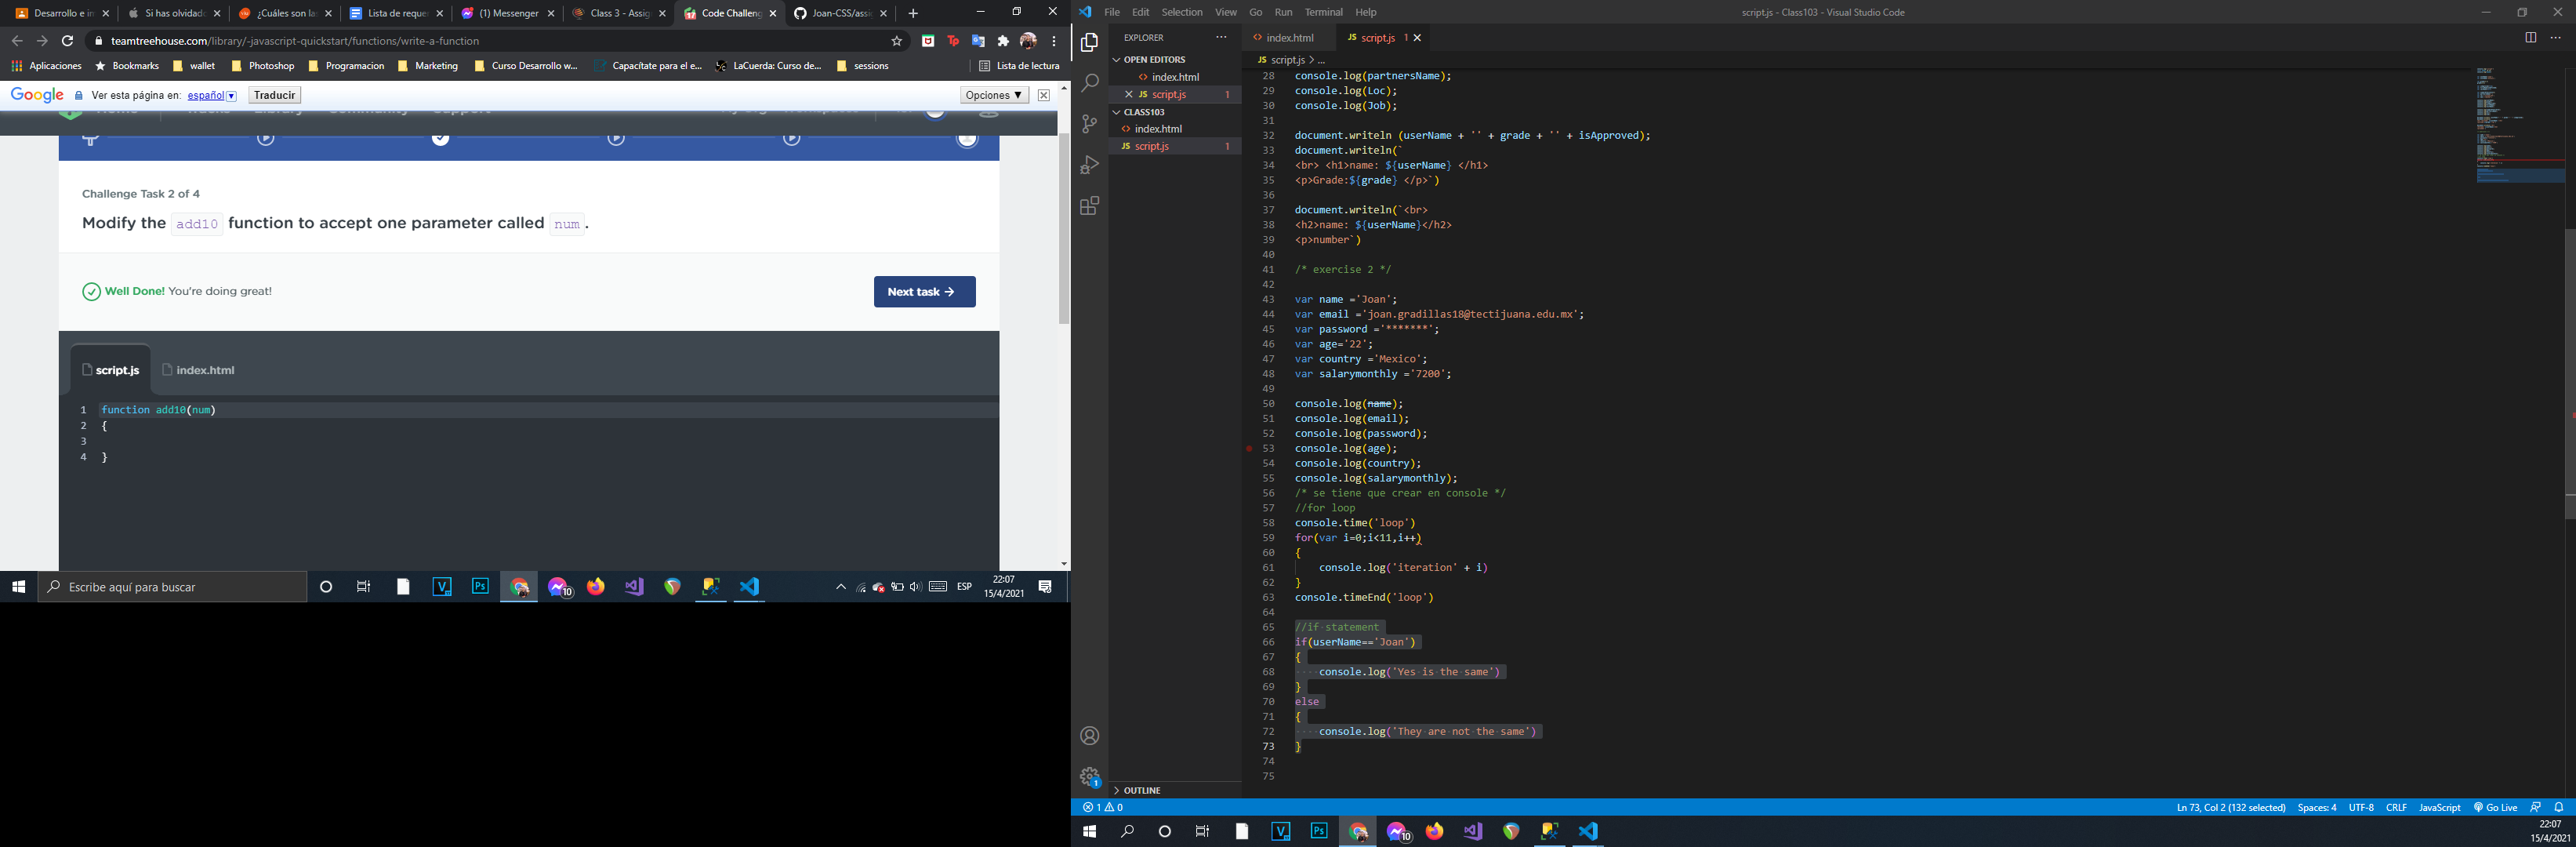 Desarrollo e in
Si has olvidado
¿Cuáles son la
Lista de reque
(1) Messenger
Class 3 - Assig
Code Challeng
Joan-CSS/assi
teamtreehouse.com/library/-javascript-quickstart/functions/write-a-function
Aplicaciones
Bookmarks
wallet
Photoshop
Programacion
Marketing
Curso Desarrollo w...
Capacítate para el e...
LaCuerda: Curso de...
sessions
Lista de lectura
Google Ver esta página en: español Traducir
Opciones ▼
Challenge Task 2 of 4
Modify the add10 function to accept one parameter called num.
Well Done! You're doing great!
Next task →
script.js
index.html
1 function add10(num)
2 {
3
4 }
Escribe aquí para buscar
10
ESP
22:07
15/4/2021
File Edit Selection View Go Run Terminal Help
script.js - Class103 - Visual Studio Code
EXPLORER ...
OPEN EDITORS
index.html
JS script.js 1
CLASS103
index.html
JS script.js 1
OUTLINE
index.html
JS script.js 1
JS script.js > ...
28 console.log(partnersName);
29 console.log(Loc);
30 console.log(Job);
31
32 document.writeln (userName + '' + grade + '' + isApproved);
33 document.writeln(`
34 <br> <h1>name: ${userName} </h1>
35 <p>Grade:${grade} </p>`)
36
37 document.writeln(`<br>
38 <h2>name: ${userName}</h2>
39 <p>number`)
40
41 /* exercise 2 */
42
43 var name ='Joan';
44 var email ='joan.gradillas18@tectijuana.edu.mx';
45 var password ='*******';
46 var age='22';
47 var country ='Mexico';
48 var salarymonthly ='7200';
49
50 console.log(name);
51 console.log(email);
52 console.log(password);
53 console.log(age);
54 console.log(country);
55 console.log(salarymonthly);
56 /* se tiene que crear en console */
57 //for loop
58 console.time('loop')
59 for(var i=0;i<11,i++)
60 {
61 console.log('iteration' + i)
62 }
63 console.timeEnd('loop')
64
65 //if statement
66 if(userName=='Joan')
67 {
68 console.log('Yes is the same')
69 }
70 else
71 {
72 console.log('They are not the same')
73 }
74
75
1
1 0
Ln 73, Col 2 (132 selected) Spaces: 4 UTF-8 CRLF JavaScript Go Live
10
22:07
15/4/2021